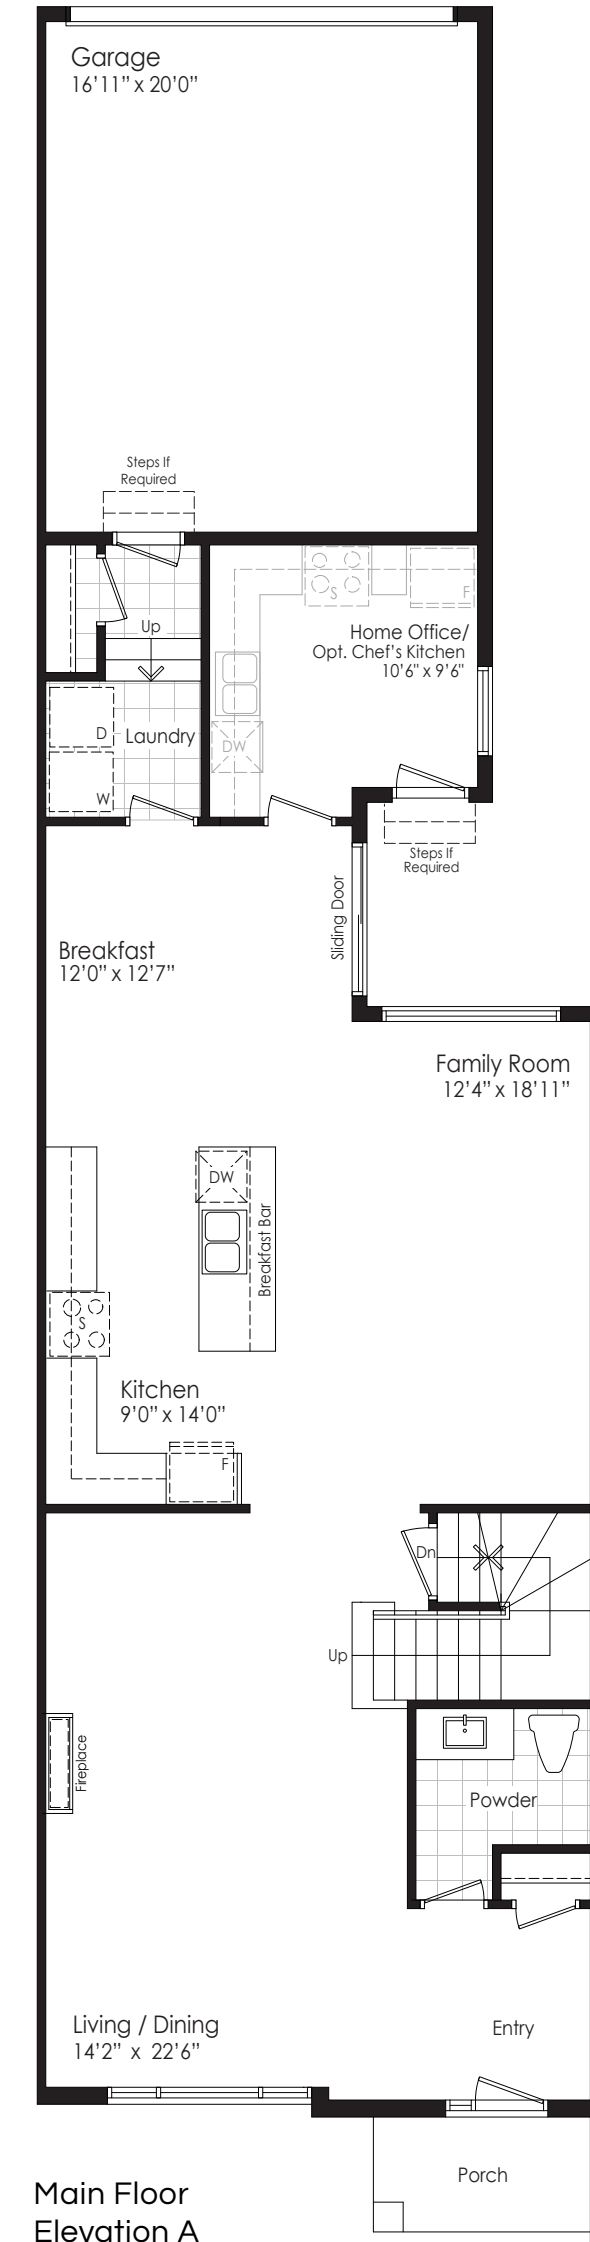 Garage
16'11" x 20'0"
Steps If
Required
Up
Home Office/
Opt. Chef's Kitchen
10'6" x 9'6"
S
F
DW
D
Laundry
W
Steps If
Required
Sliding Door
Breakfast
12'0" x 12'7"
Family Room
12'4" x 18'11"
DW
Breakfast Bar
S
Kitchen
9'0" x 14'0"
F
Dn
Up
Fireplace
Powder
Living / Dining
14'2" x 22'6"
Entry
Porch
Main Floor
Elevation A